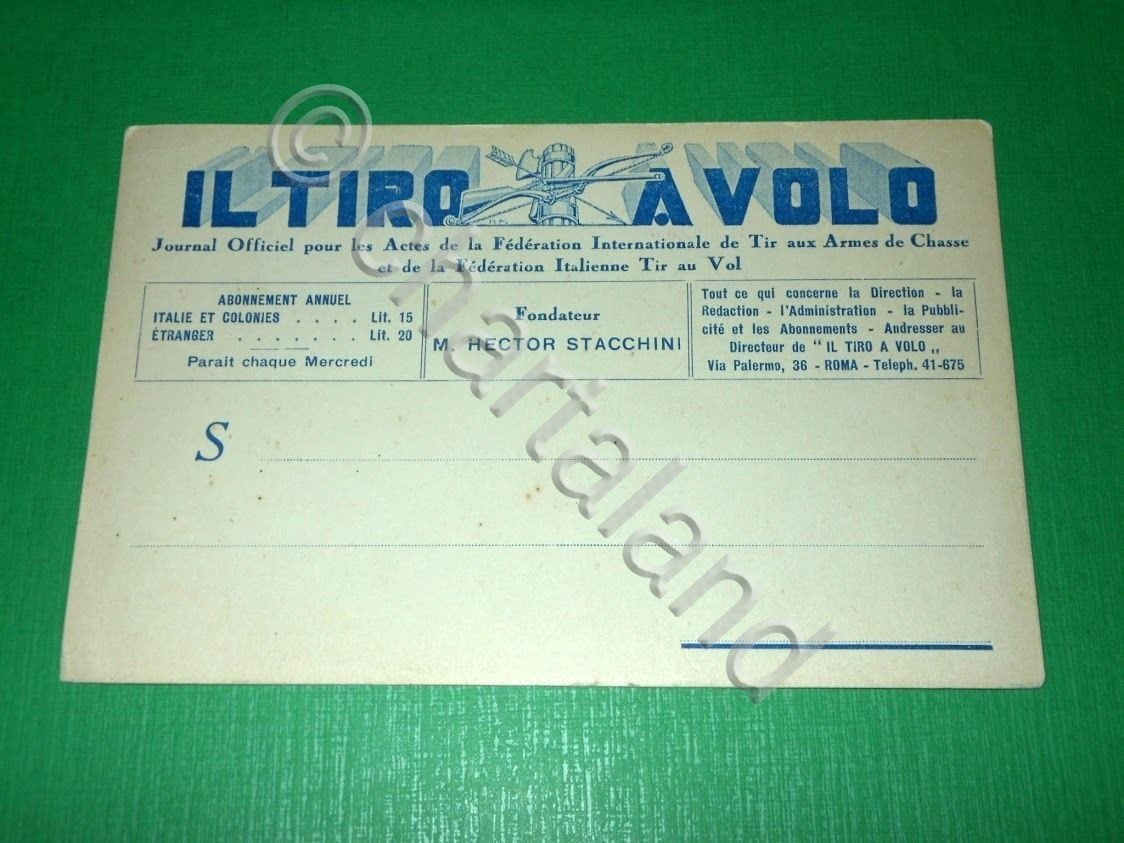 IL TIRO A VOLO
Journal Officiel pour les Actes de la Fédération Internationale de Tir aux Armes de Chasse
et de la Fédération Italienne Tir au Vol
ABONNEMENT ANNUEL
ITALIE ET COLONIES . . . . Lit. 15
ÉTRANGER . . . . . . . Lit. 20
Parait chaque Mercredi
Fondateur
M. HECTOR STACCHINI
Tout ce qui concerne la Direction - la
Redaction - l'Administration - la Publi-
cité et les Abonnements - Andresser au
Directeur de " IL TIRO A VOLO „
Via Palermo, 36 - ROMA - Teleph. 41-675
S
© chartaland